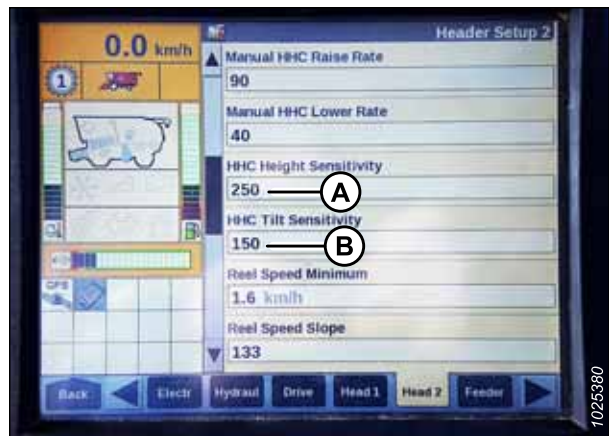 0.0 km/h
Header Setup 2
1
Manual HHC Raise Rate
90
Manual HHC Lower Rate
40
HHC Height Sensitivity
250
A
HHC Tilt Sensitivity
150
B
Reel Speed Minimum
1.6 km/h
GPS
Reel Speed Slope
133
Back
Electr
Hydraul
Drive
Head 1
Head 2
Feeder
1025380